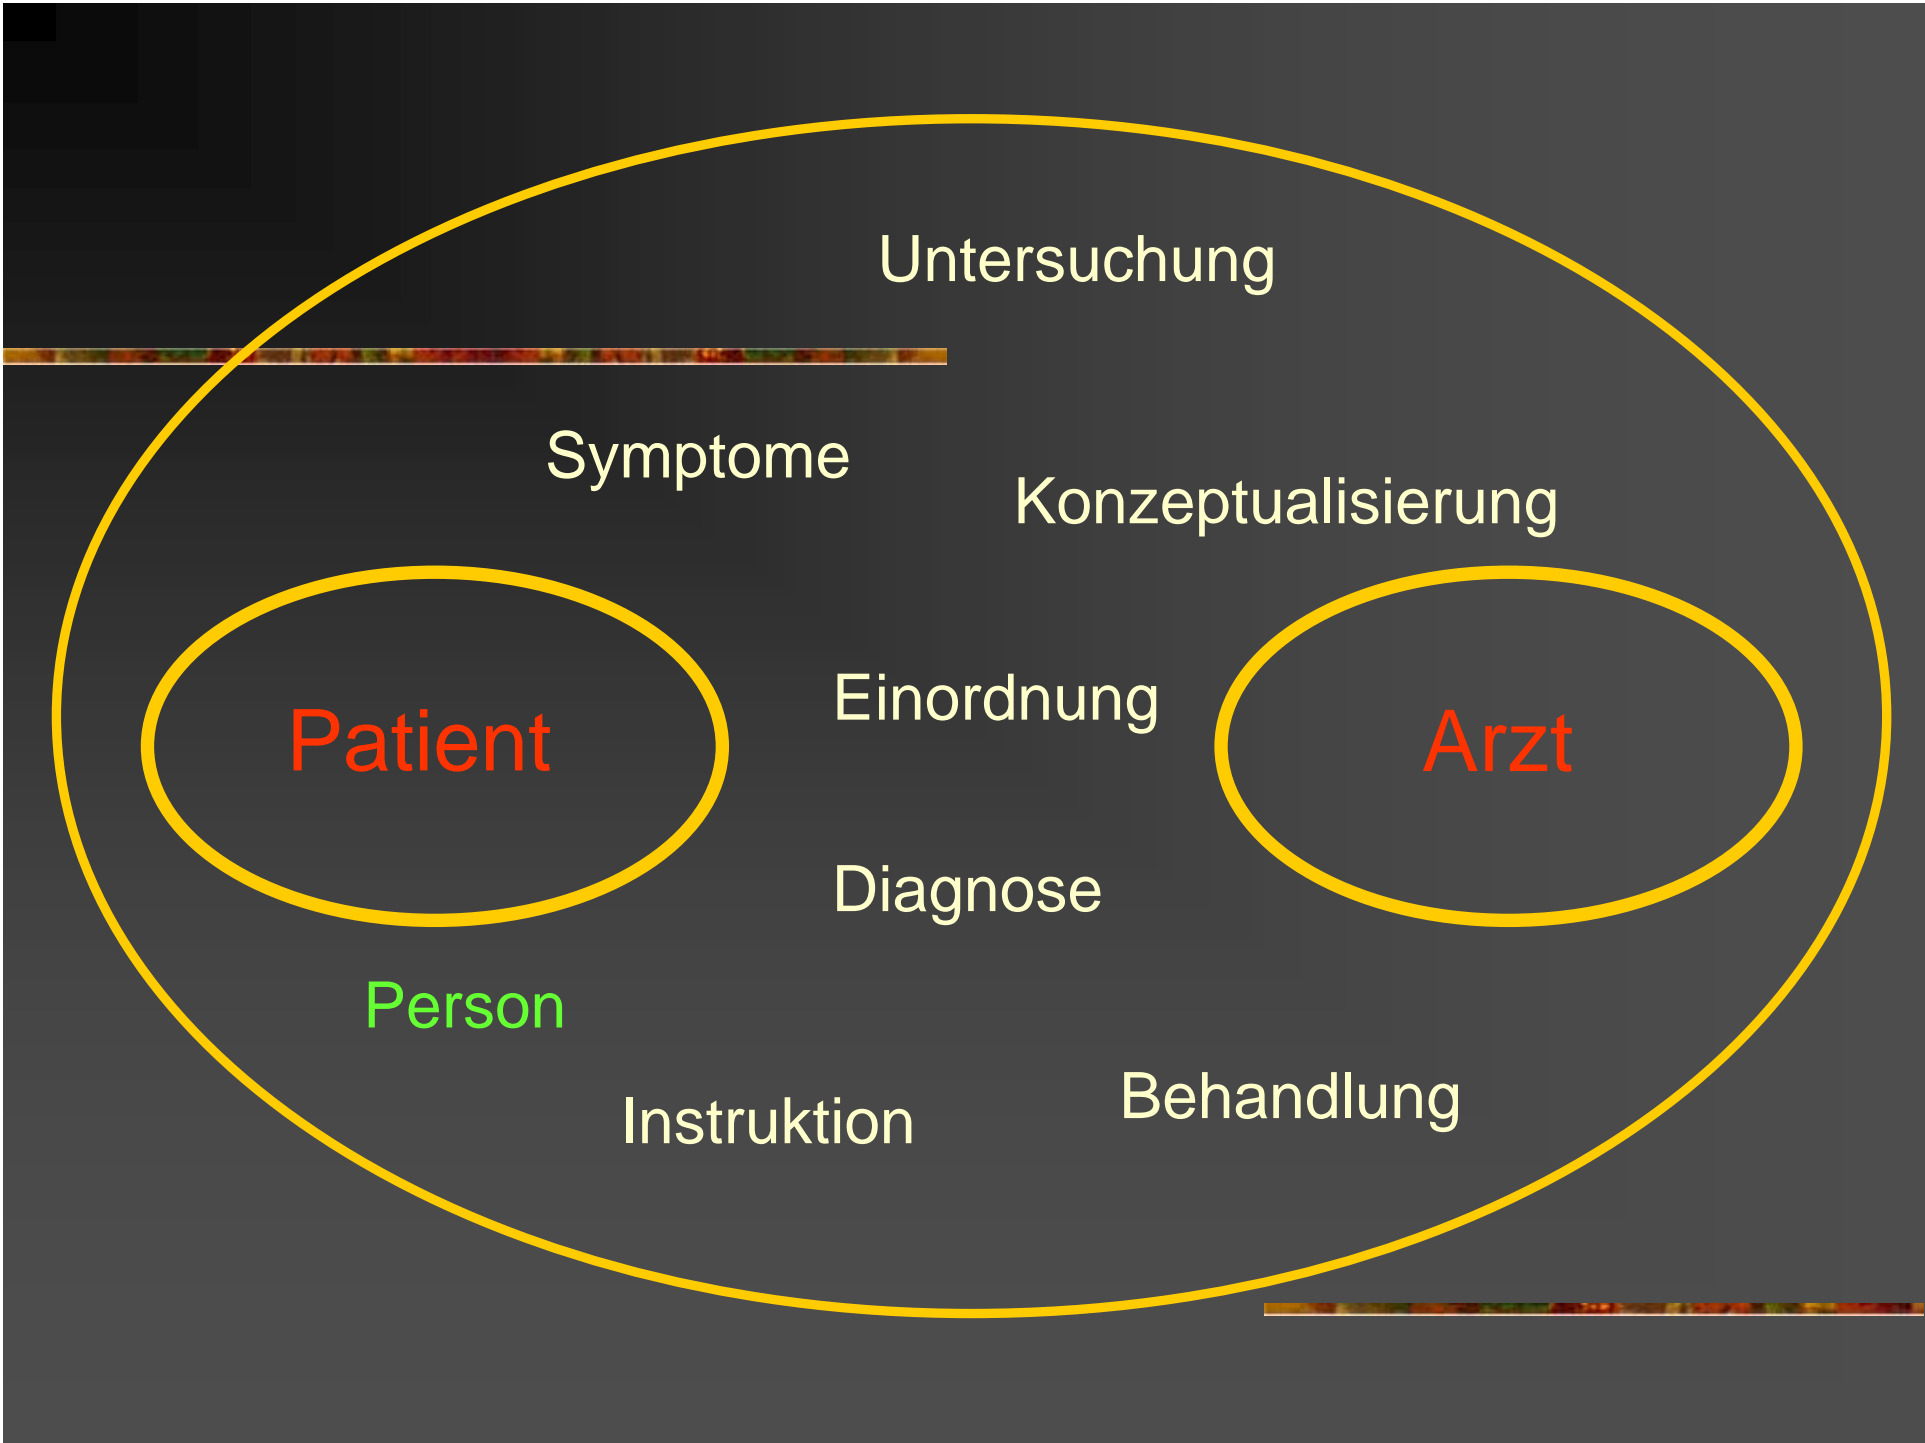 Untersuchung
Symptome
Konzeptualisierung
Einordnung
Patient
Arzt
Diagnose
Person
Behandlung
Instruktion